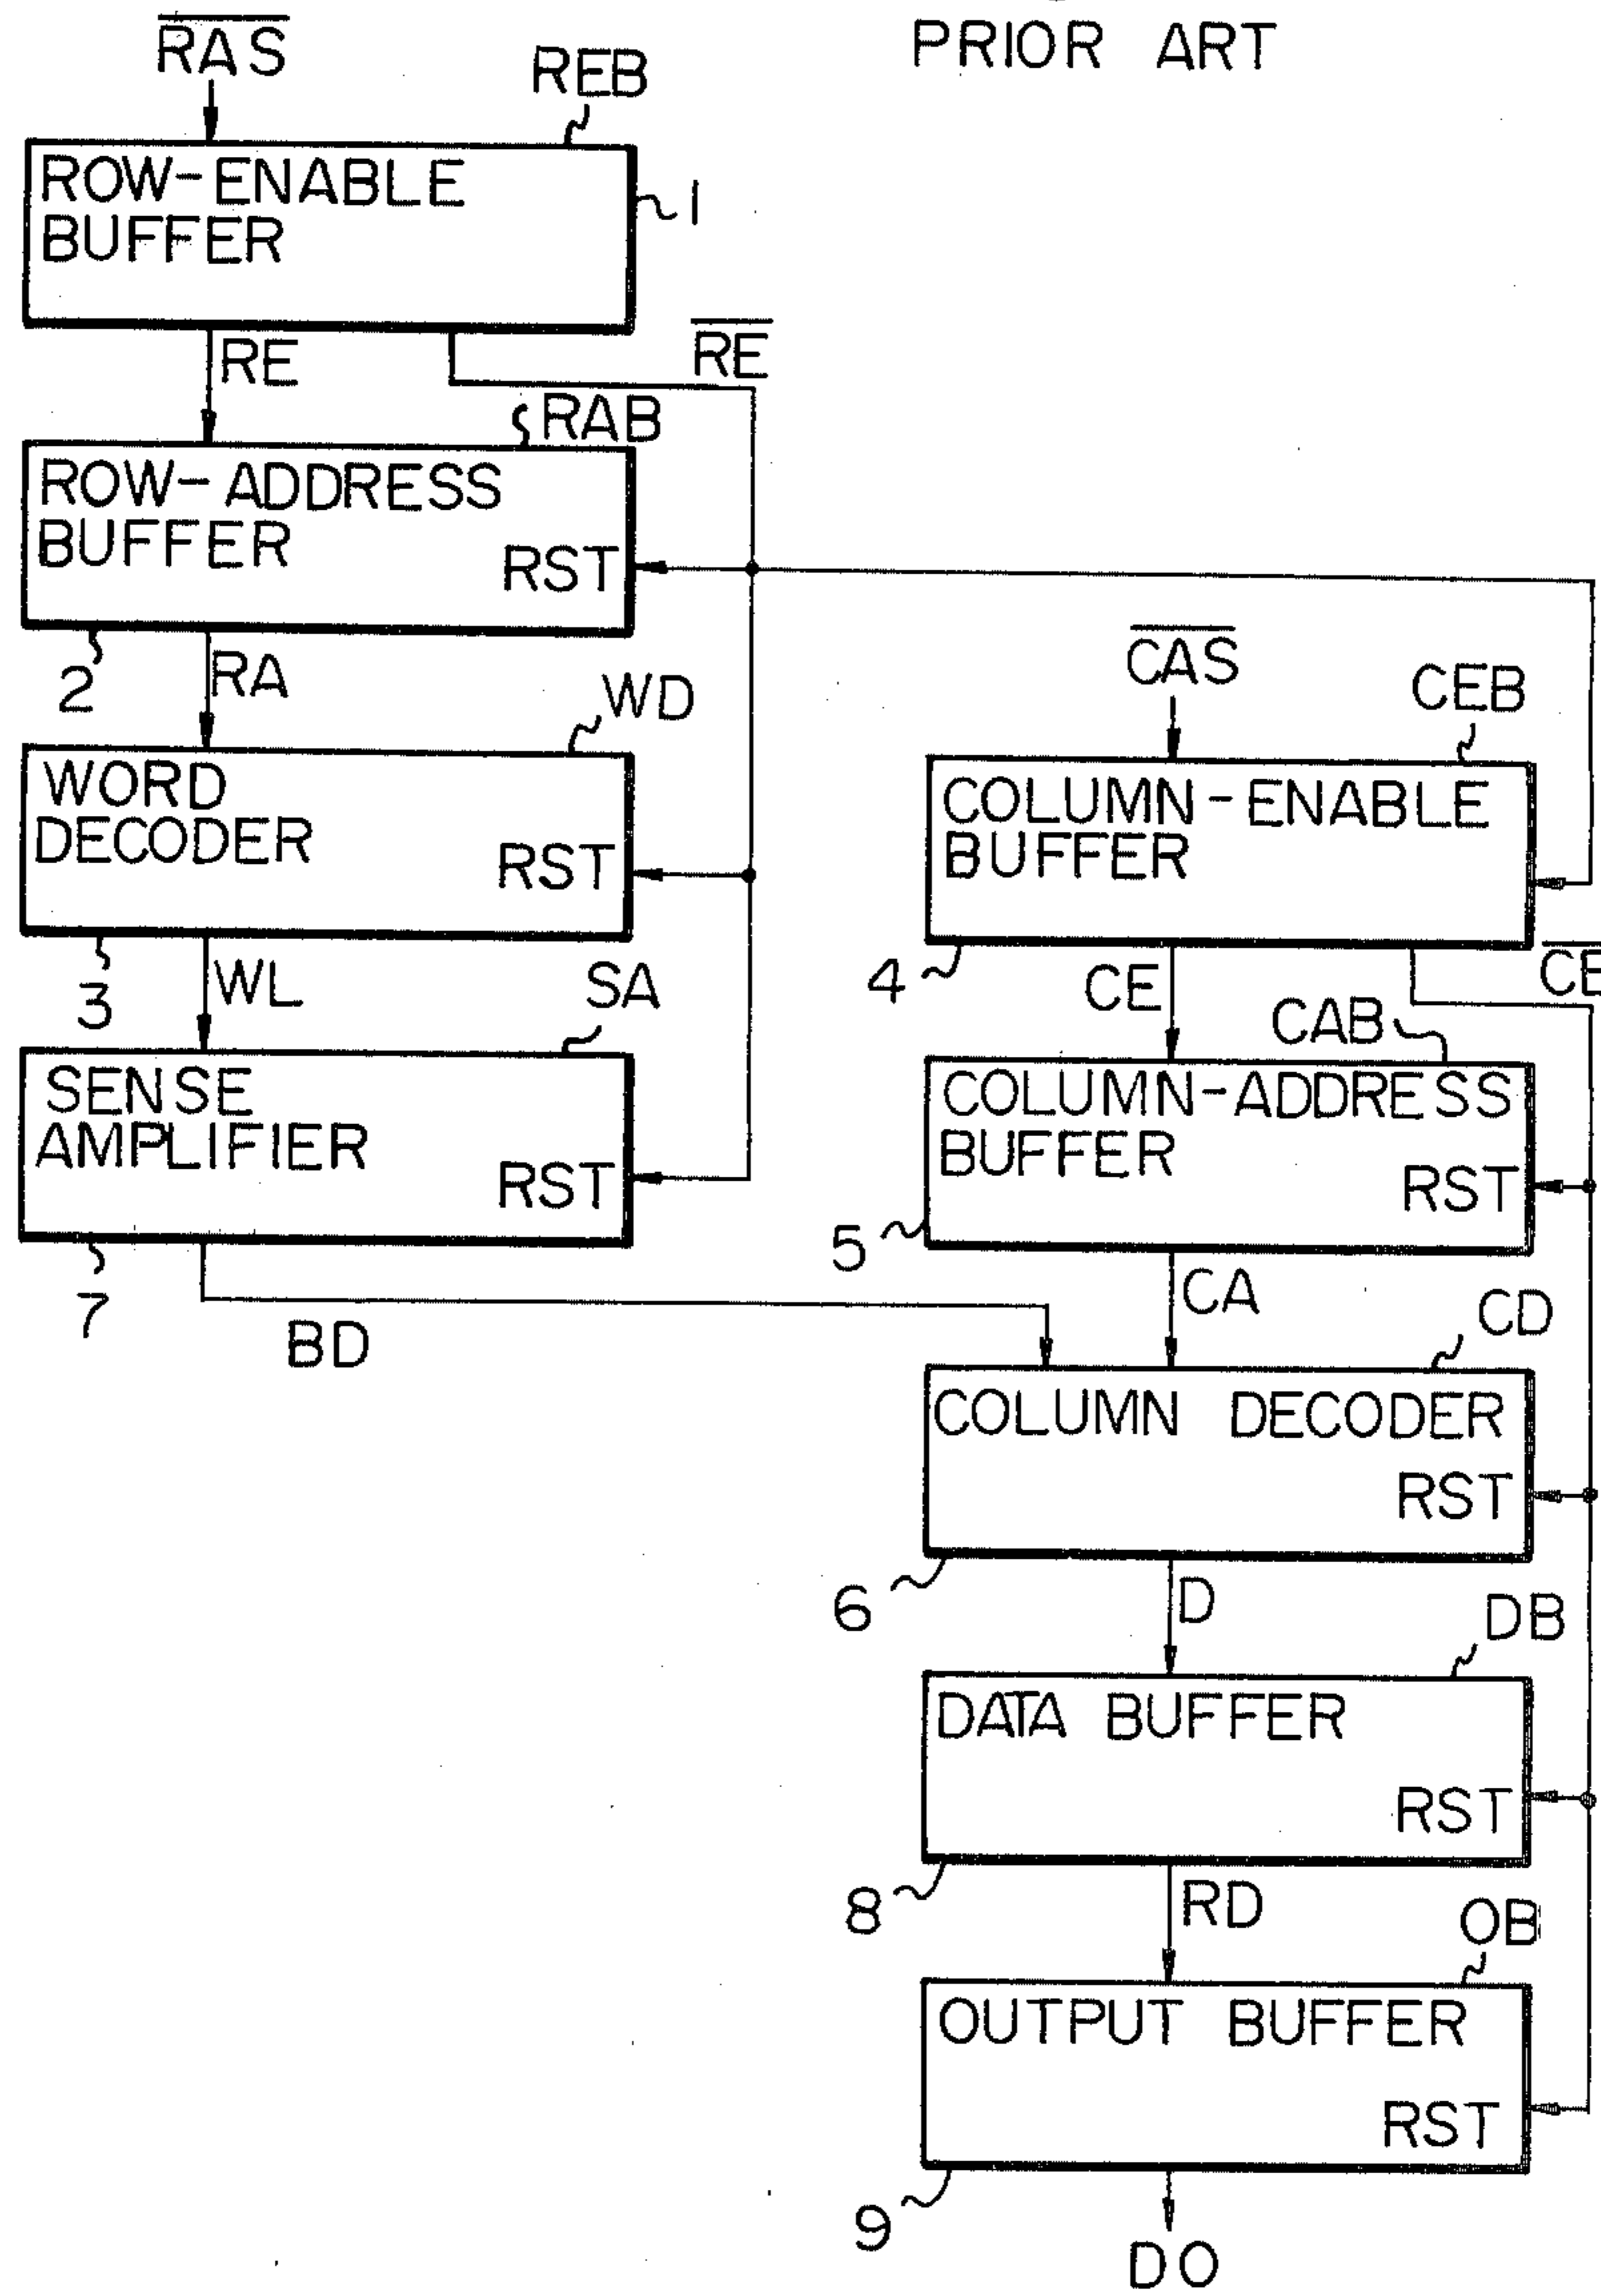 PRIOR ART
R̅A̅S̅
REB
ROW-ENABLE
BUFFER
1
RE
R̅E̅
RAB
ROW-ADDRESS
BUFFER
RST
2
RA
WD
WORD
DECODER
RST
3
WL
SA
SENSE
AMPLIFIER
RST
7
BD
C̅A̅S̅
CEB
COLUMN-ENABLE
BUFFER
4
CE
C̅E̅
CAB
COLUMN-ADDRESS
BUFFER
RST
5
CA
CD
COLUMN DECODER
RST
6
D
DB
DATA BUFFER
RST
8
RD
OB
OUTPUT BUFFER
RST
9
DO